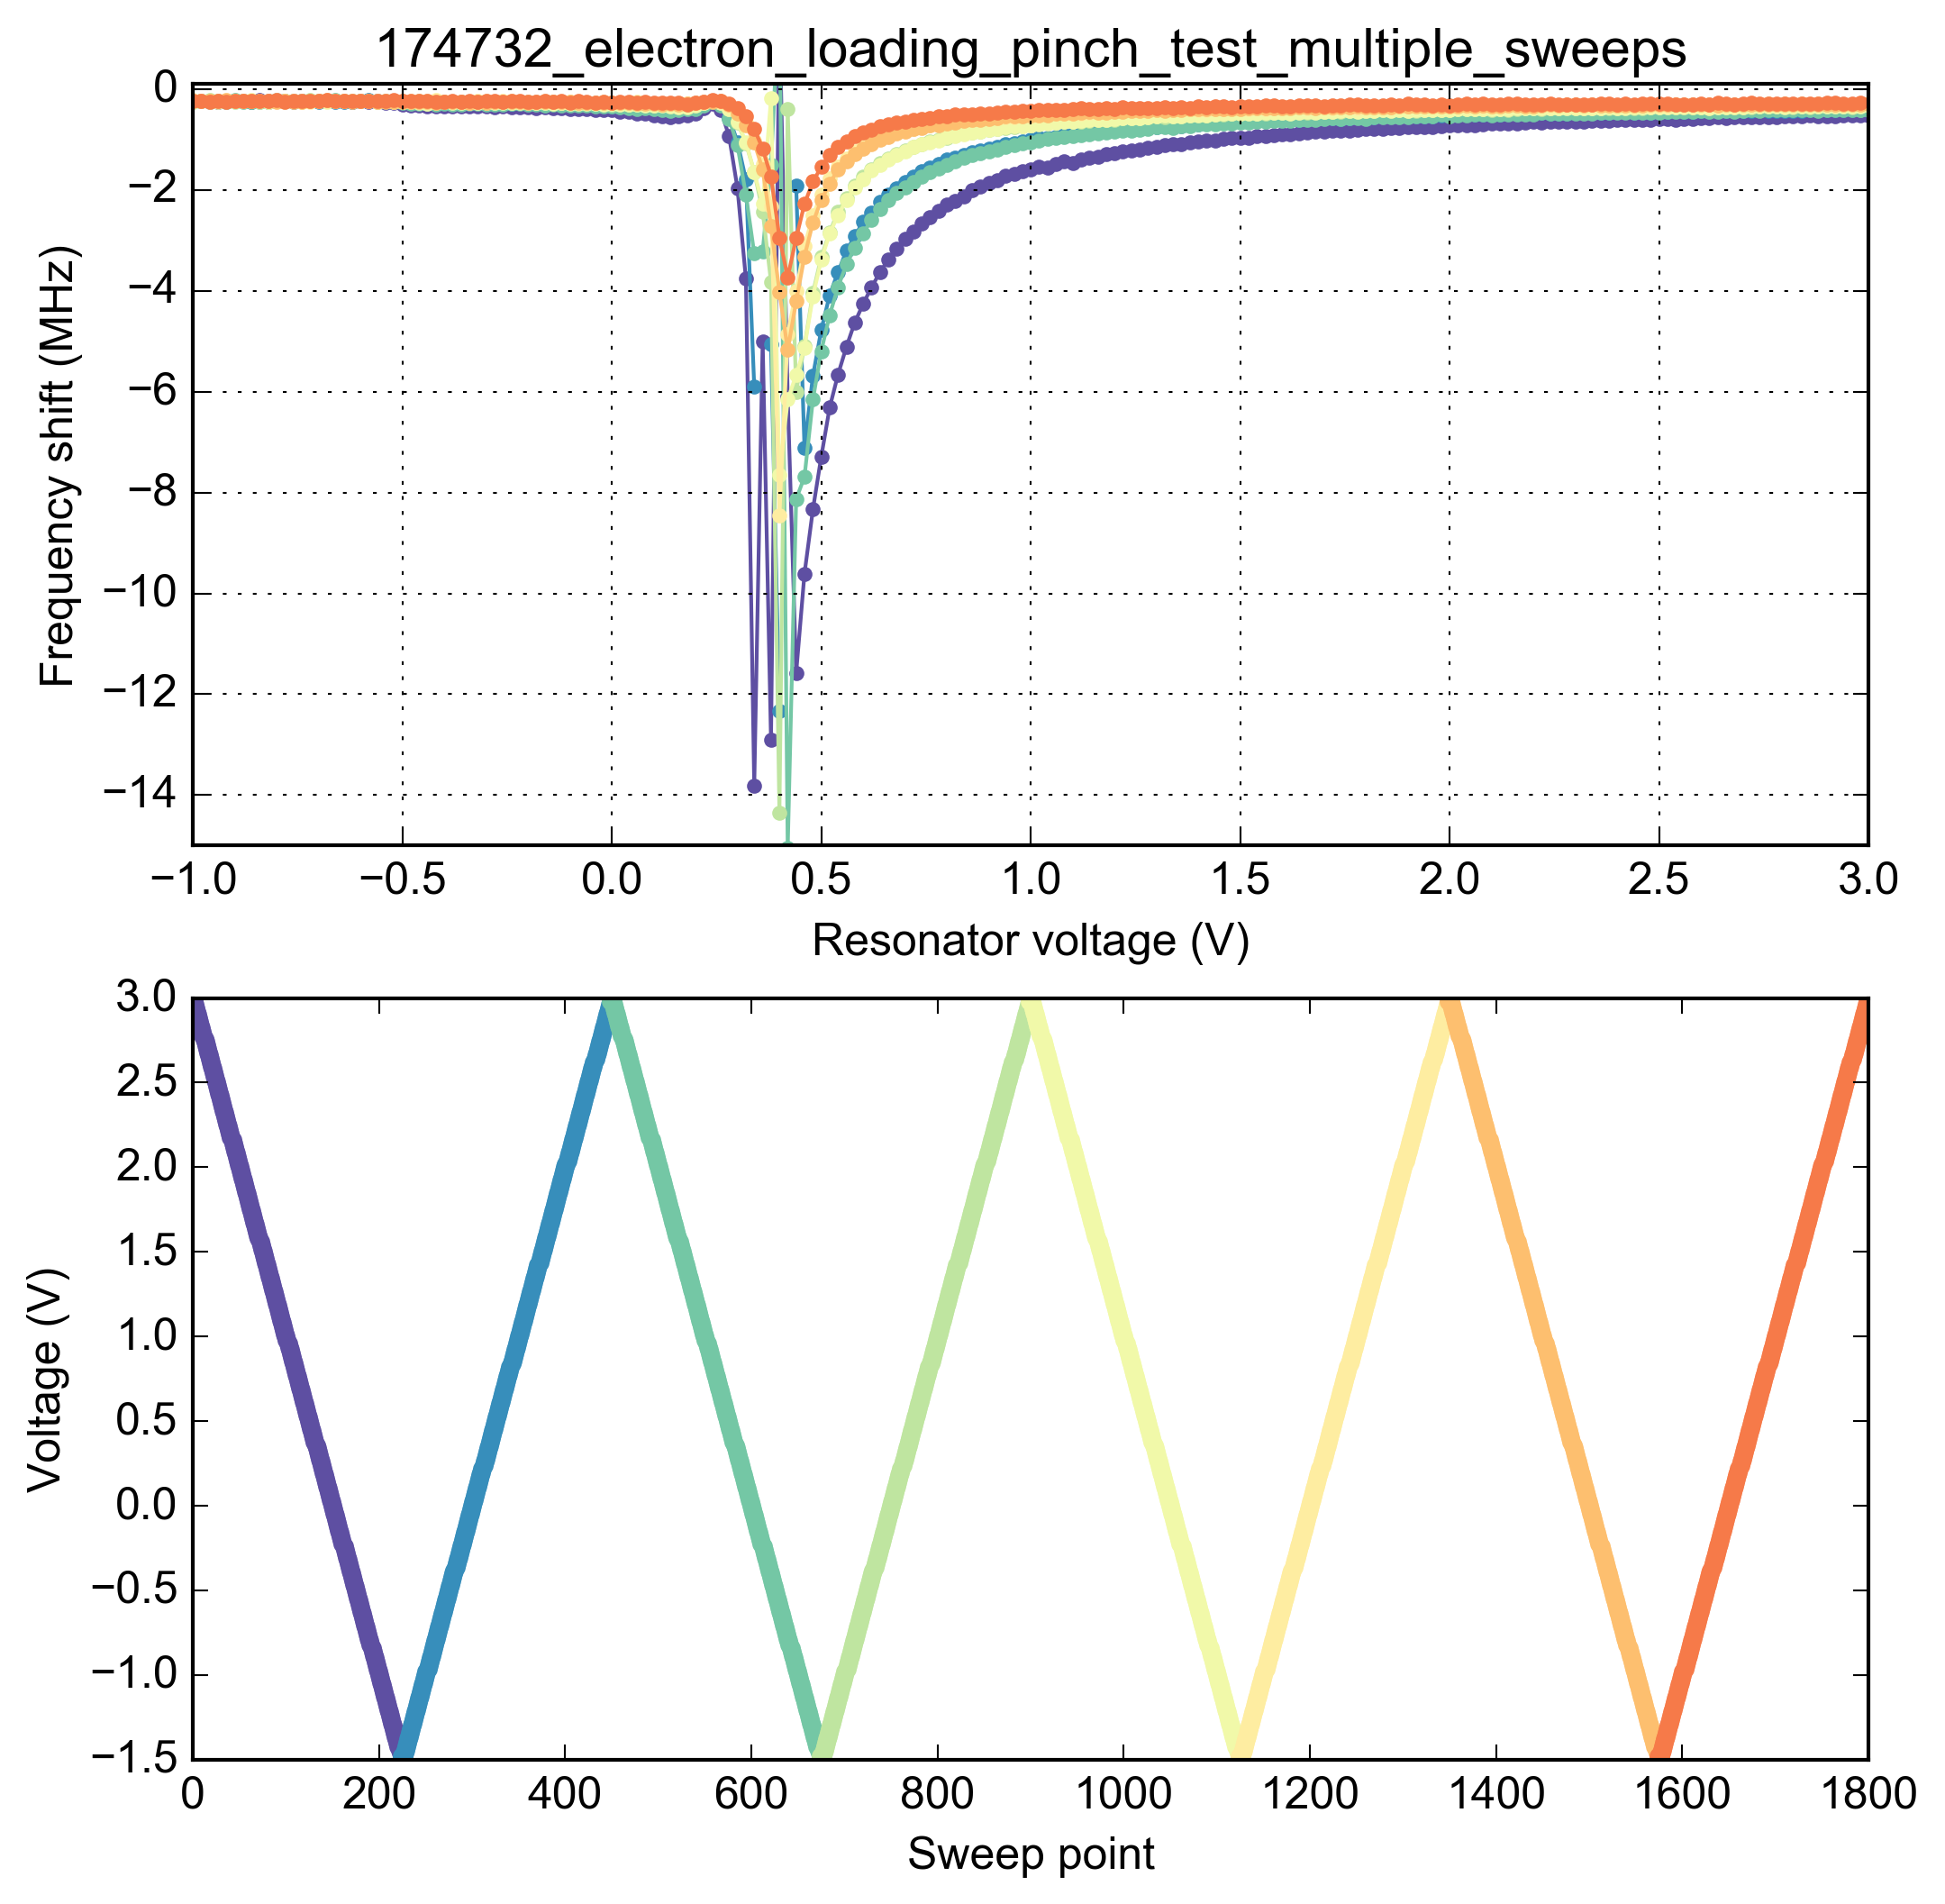 174732_electron_loading_pinch_test_multiple_sweeps
0
−2
−4
−6
−8
−10
−12
−14
Frequency shift (MHz)
−1.0 −0.5 0.0 0.5 1.0 1.5 2.0 2.5 3.0
Resonator voltage (V)
3.0
2.5
2.0
1.5
1.0
0.5
0.0
−0.5
−1.0
−1.5
Voltage (V)
0 200 400 600 800 1000 1200 1400 1600 1800
Sweep point